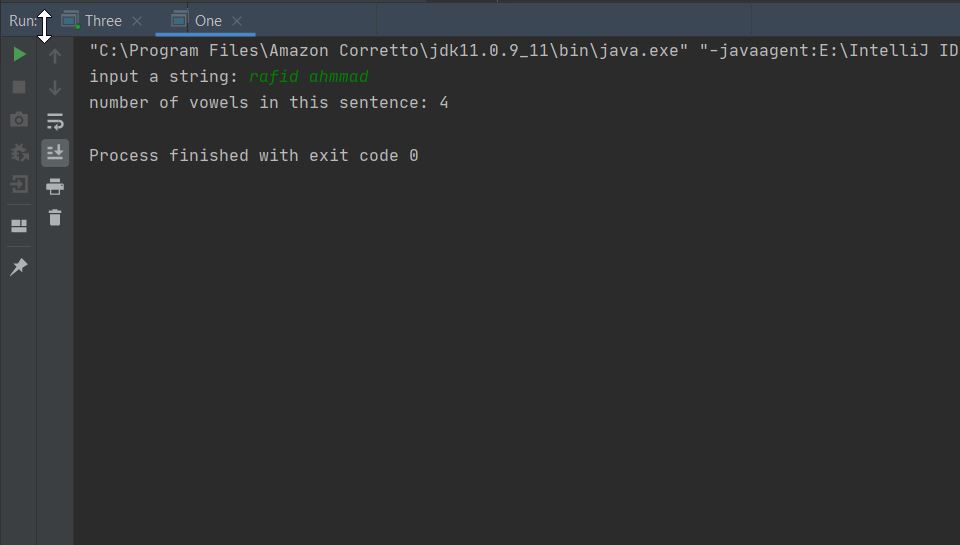 Run: Three One
"C:\Program Files\Amazon Corretto\jdk11.0.9_11\bin\java.exe" "-javaagent:E:\IntelliJ ID
input a string: rafid ahmmad
number of vowels in this sentence: 4
Process finished with exit code 0